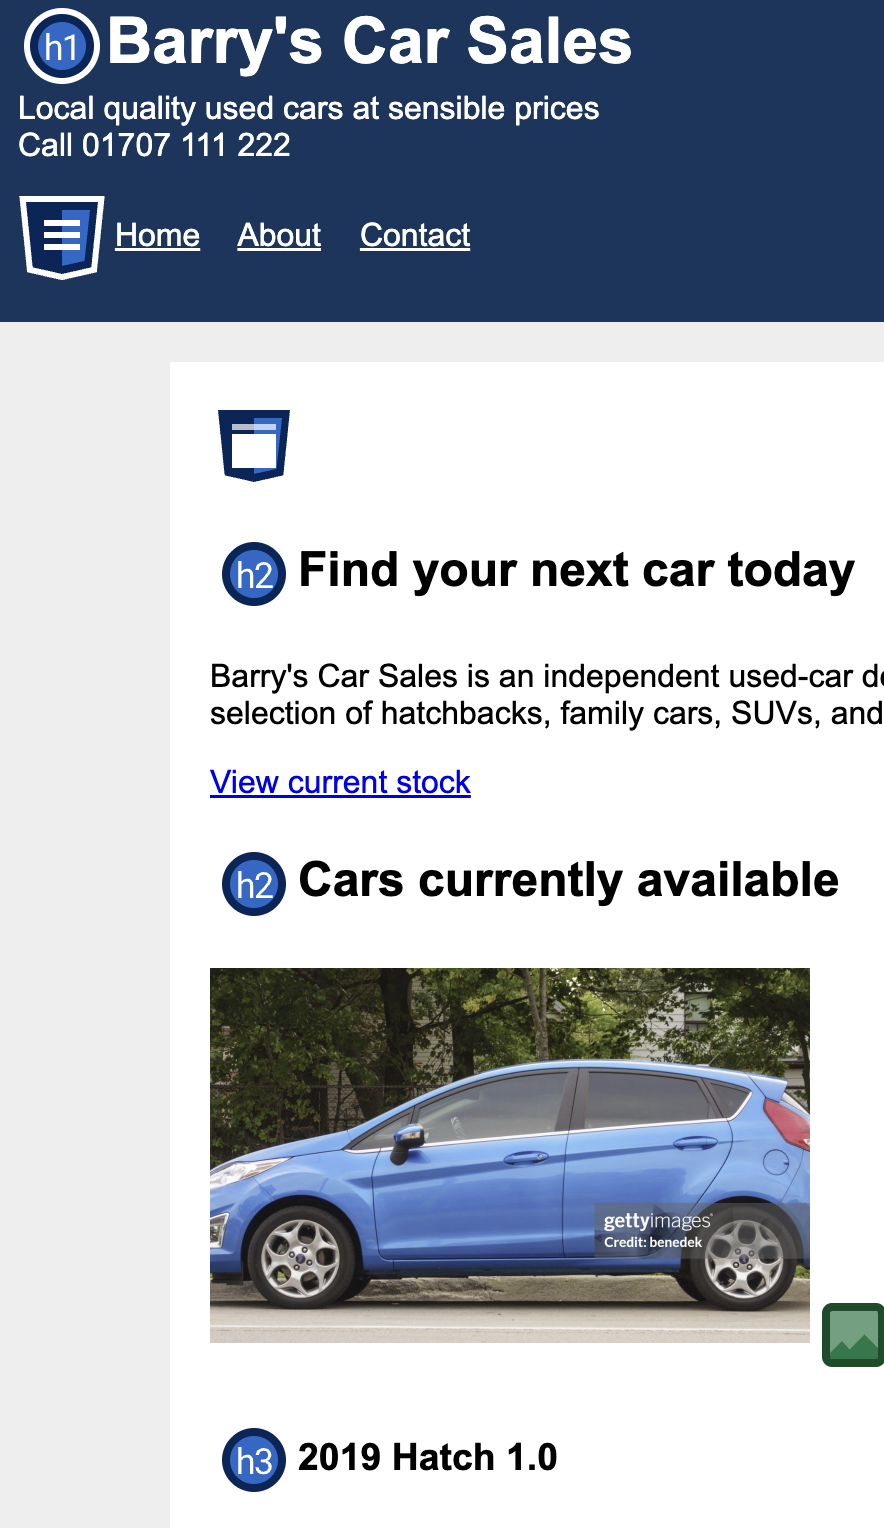 h1 Barry's Car Sales
Local quality used cars at sensible prices
Call 01707 111 222
Home About Contact
h2 Find your next car today
Barry's Car Sales is an independent used-car
selection of hatchbacks, family cars, SUVs, and
View current stock
h2 Cars currently available
gettyimages
Credit: benedek
h3 2019 Hatch 1.0